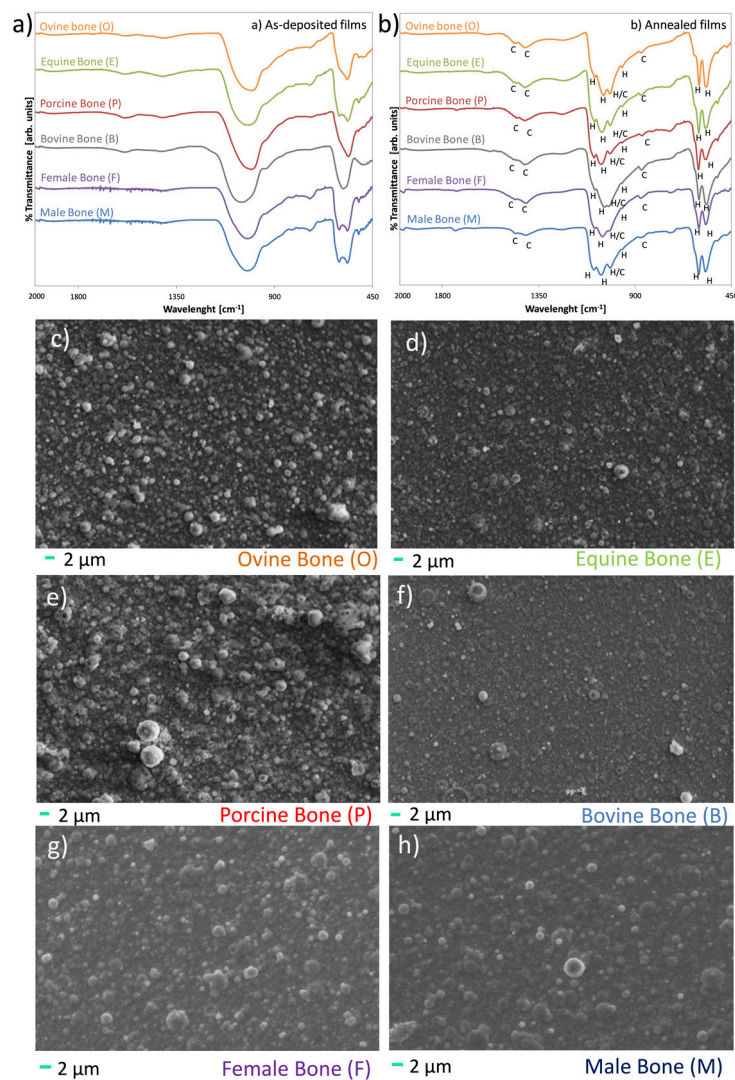 a)
a) As-deposited films
Ovine bone (O)
Equine Bone (E)
Porcine Bone (P)
Bovine Bone (B)
Female Bone (F)
Male Bone (M)
% Transmittance [arb. units]
2000
1350
900
450
Wavelenght [cm-1]
b)
b) Annealed films
Ovine bone (O)
C
C
H
H
H/C
H
C
H
H
Equine Bone (E)
C
C
H
H
H/C
H
C
H
H
Porcine Bone (P)
C
C
H
H
H/C
H
C
H
H
Bovine Bone (B)
C
C
H
H
H/C
H
C
H
H
Female Bone (F)
C
C
H
H
H/C
H
C
H
H
Male Bone (M)
C
C
H
H
H/C
H
C
H
H
% Transmittance [arb. units]
2000
1350
900
450
Wavelenght [cm-1]
c)
2 μm
Ovine Bone (O)
d)
2 μm
Equine Bone (E)
e)
2 μm
Porcine Bone (P)
f)
2 μm
Bovine Bone (B)
g)
2 μm
Female Bone (F)
h)
2 μm
Male Bone (M)